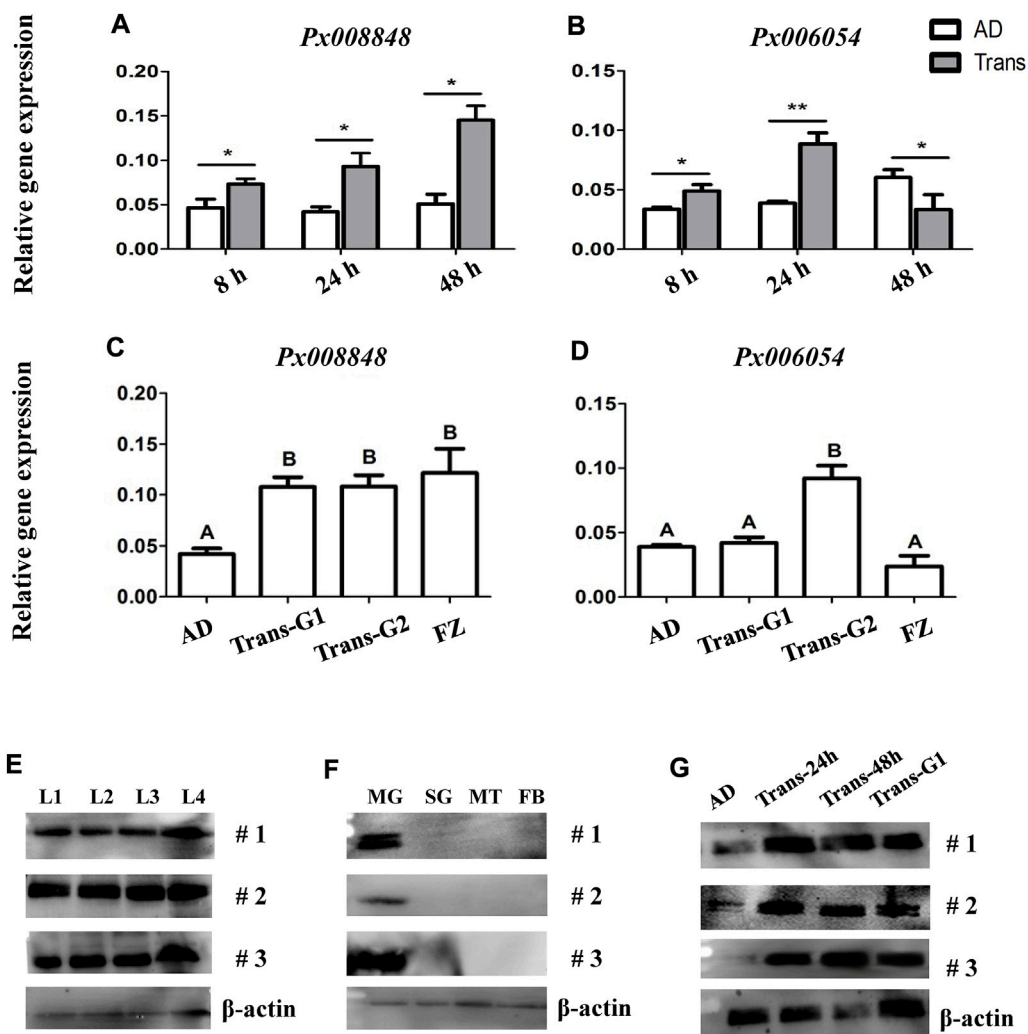 A
Px008848
Relative gene expression
0.20
0.15
0.10
0.05
0.00
*
*
*
8 h
24 h
48 h
B
Px006054
AD
Trans
0.15
0.10
0.05
0.00
*
**
*
8 h
24 h
48 h
C
Px008848
Relative gene expression
0.20
0.15
0.10
0.05
0.00
A
B
B
B
AD
Trans-G1
Trans-G2
FZ
D
Px006054
0.15
0.10
0.05
0.00
A
A
B
A
AD
Trans-G1
Trans-G2
FZ
E
L1 L2 L3 L4
# 1
# 2
# 3
β-actin
F
MG SG MT FB
# 1
# 2
# 3
β-actin
G
AD Trans-24h Trans-48h Trans-G1
# 1
# 2
# 3
β-actin